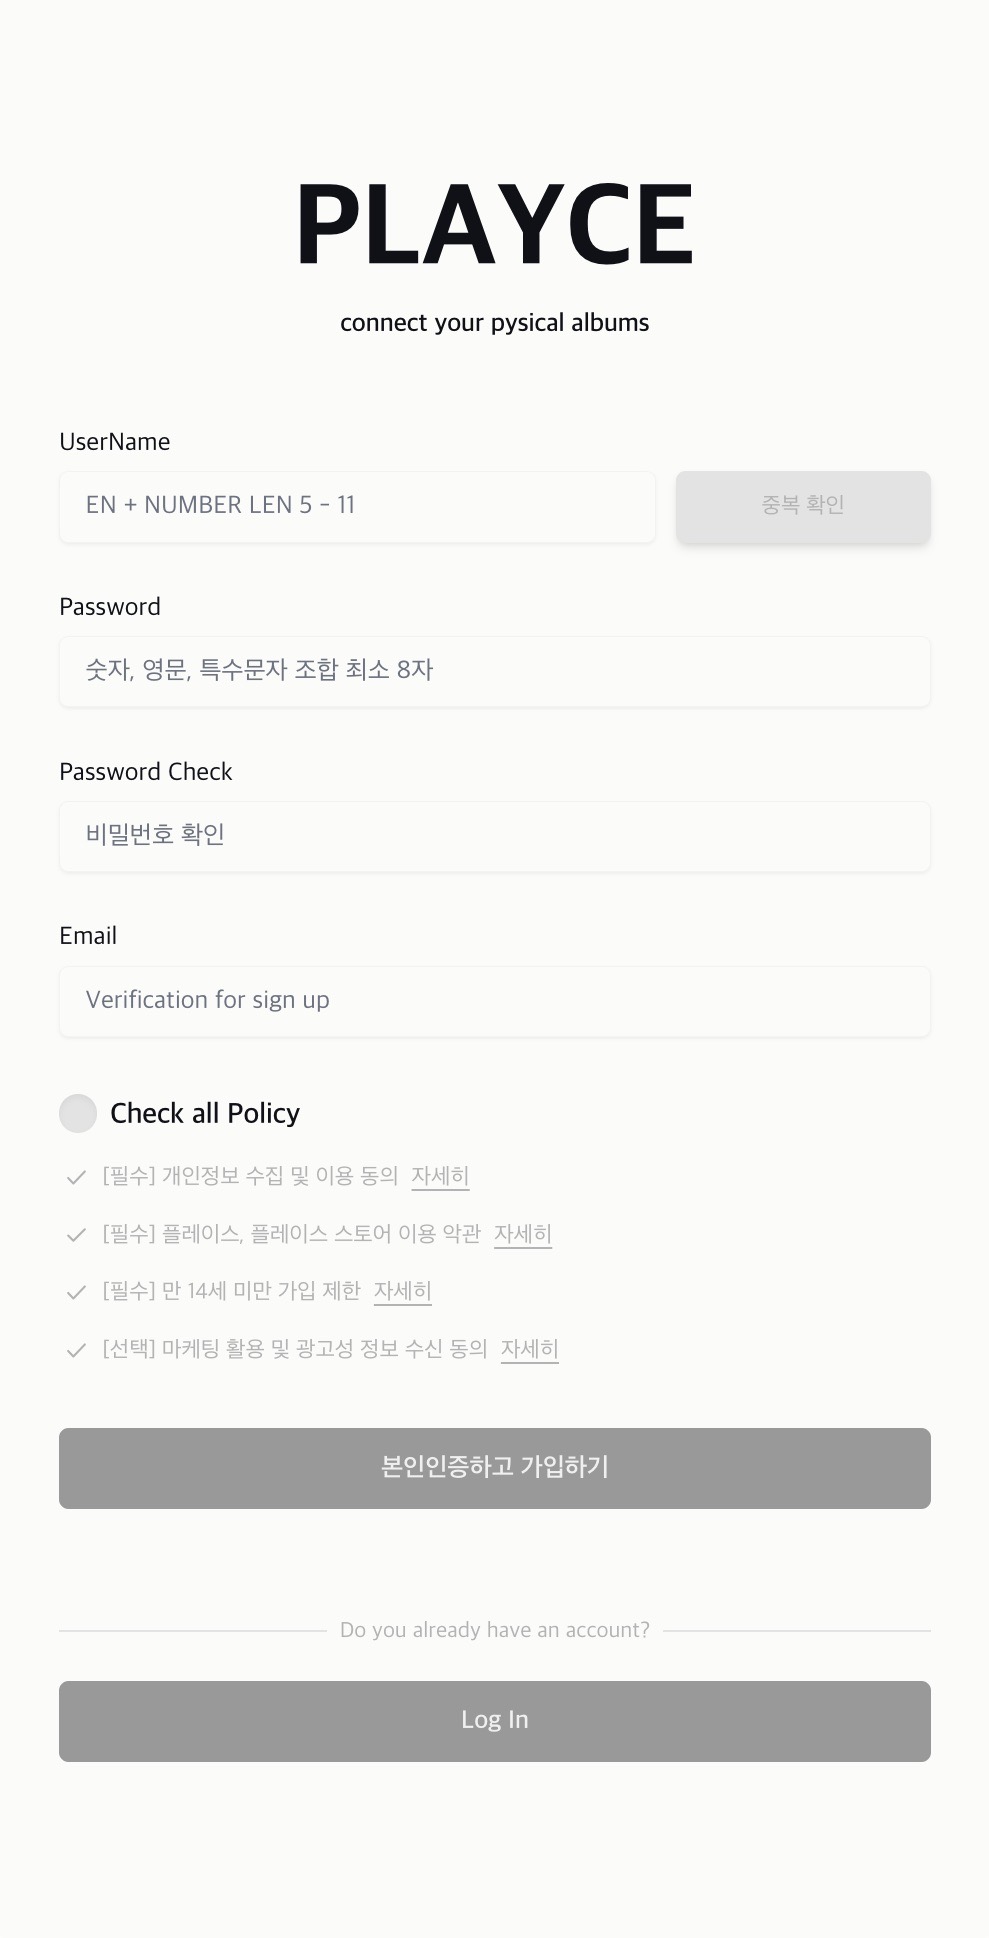 PLAYCE
connect your pysical albums
UserName
EN + NUMBER LEN 5 - 11
중복 확인
Password
숫자, 영문, 특수문자 조합 최소 8자
Password Check
비밀번호 확인
Email
Verification for sign up
Check all Policy
[필수] 개인정보 수집 및 이용 동의 자세히
[필수] 플레이스, 플레이스 스토어 이용 약관 자세히
[필수] 만 14세 미만 가입 제한 자세히
[선택] 마케팅 활용 및 광고성 정보 수신 동의 자세히
본인인증하고 가입하기
Do you already have an account?
Log In